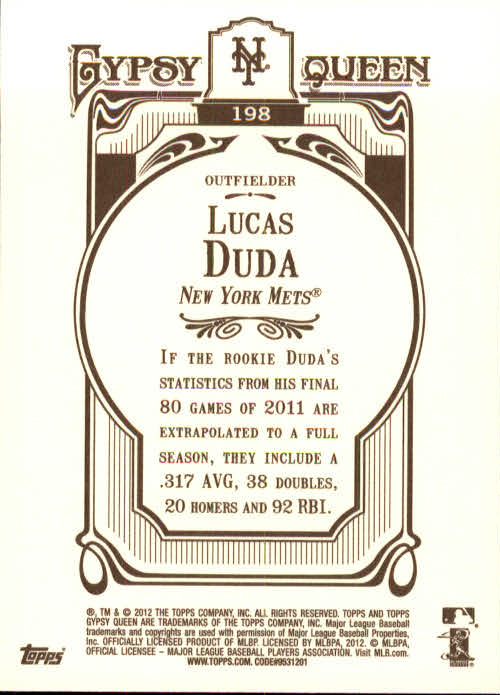 GYPSY NY QUEEN
198
OUTFIELDER
LUCAS
DUDA
NEW YORK METS®
IF THE ROOKIE DUDA'S
STATISTICS FROM HIS FINAL
80 GAMES OF 2011 ARE
EXTRAPOLATED TO A FULL
SEASON, THEY INCLUDE A
.317 AVG, 38 DOUBLES,
20 HOMERS AND 92 RBI.
®, TM & © 2012 THE TOPPS COMPANY, INC. ALL RIGHTS RESERVED. TOPPS AND TOPPS
GYPSY QUEEN ARE TRADEMARKS OF THE TOPPS COMPANY, INC. Major League Baseball
trademarks and copyrights are used with permission of Major League Baseball Properties,
Inc. OFFICIALLY LICENSED PRODUCT OF MLBP. LICENSED BY MLBPA, 2012. © MLBPA,
OFFICIAL LICENSEE – MAJOR LEAGUE BASEBALL PLAYERS ASSOCIATION. Visit MLB.com.
WWW.TOPPS.COM. CODE#9531201
Topps